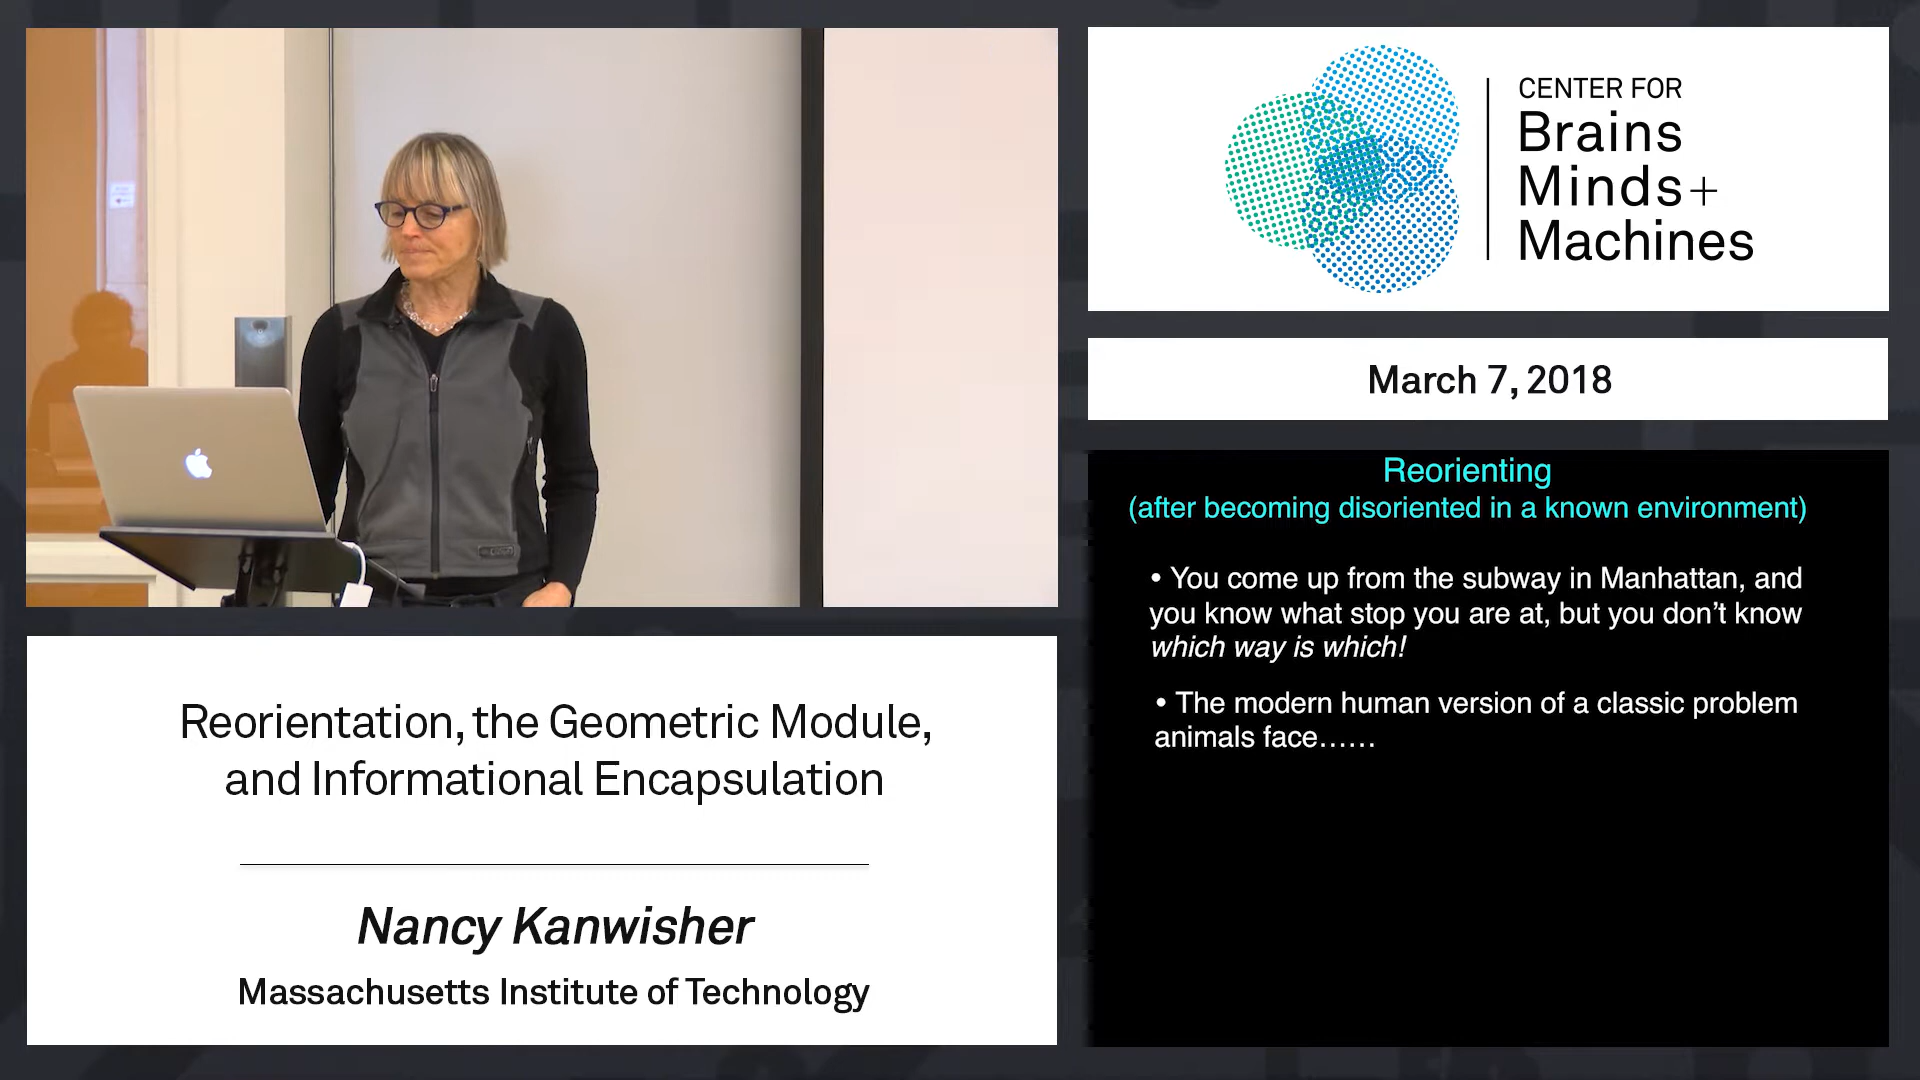 CENTER FOR
Brains
Minds+
Machines
March 7, 2018
Reorienting
(after becoming disoriented in a known environment)
• You come up from the subway in Manhattan, and
you know what stop you are at, but you don't know
which way is which!
• The modern human version of a classic problem
animals face......
Reorientation, the Geometric Module,
and Informational Encapsulation
Nancy Kanwisher
Massachusetts Institute of Technology